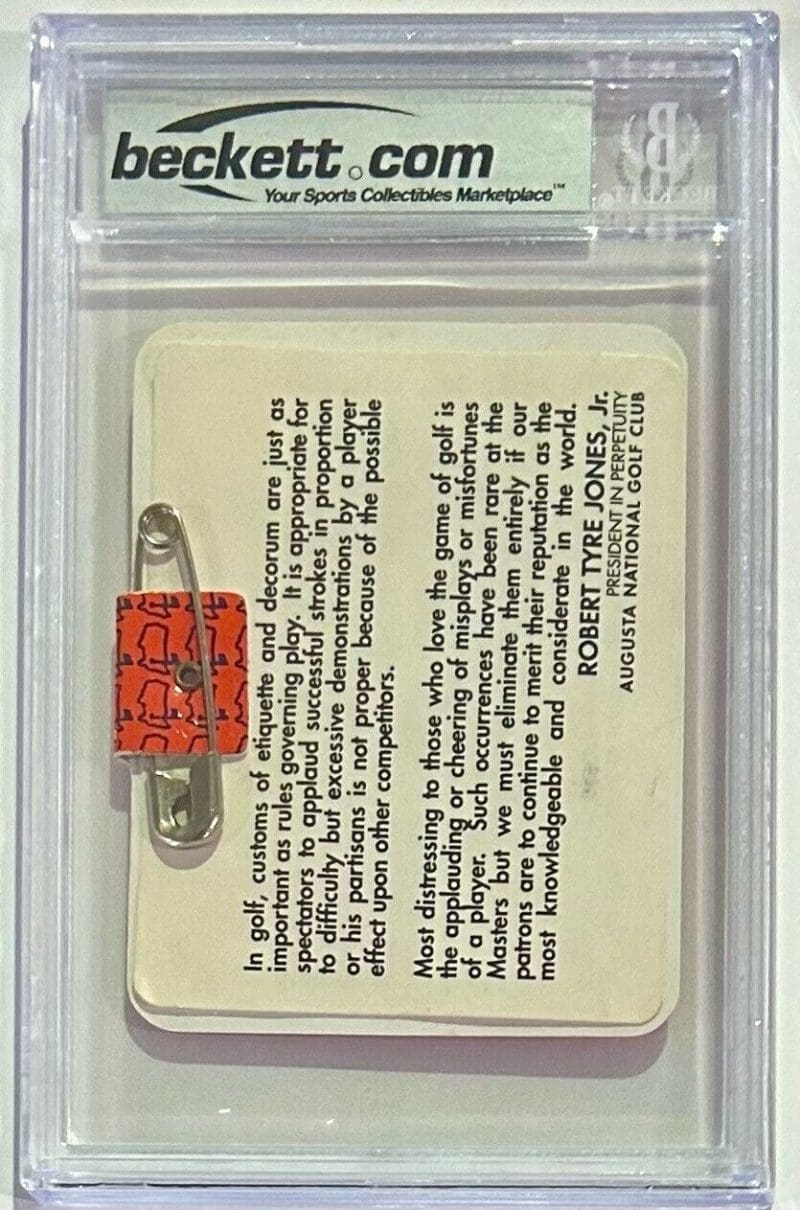 beckett.com
Your Sports Collectibles Marketplace™
In golf, customs of etiquette and decorum are just as
important as rules governing play. It is appropriate for
spectators to applaud successful strokes in proportion
to difficulty but excessive demonstrations by a player
or his partisans is not proper because of the possible
effect upon other competitors.
Most distressing to those who love the game of golf is
the applauding or cheering of misplays or misfortunes
of a player. Such occurrences have been rare at the
Masters but we must eliminate them entirely if our
patrons are to continue to merit their reputation as the
most knowledgeable and considerate in the world.
ROBERT TYRE JONES, Jr.
PRESIDENT IN PERPETUITY
AUGUSTA NATIONAL GOLF CLUB